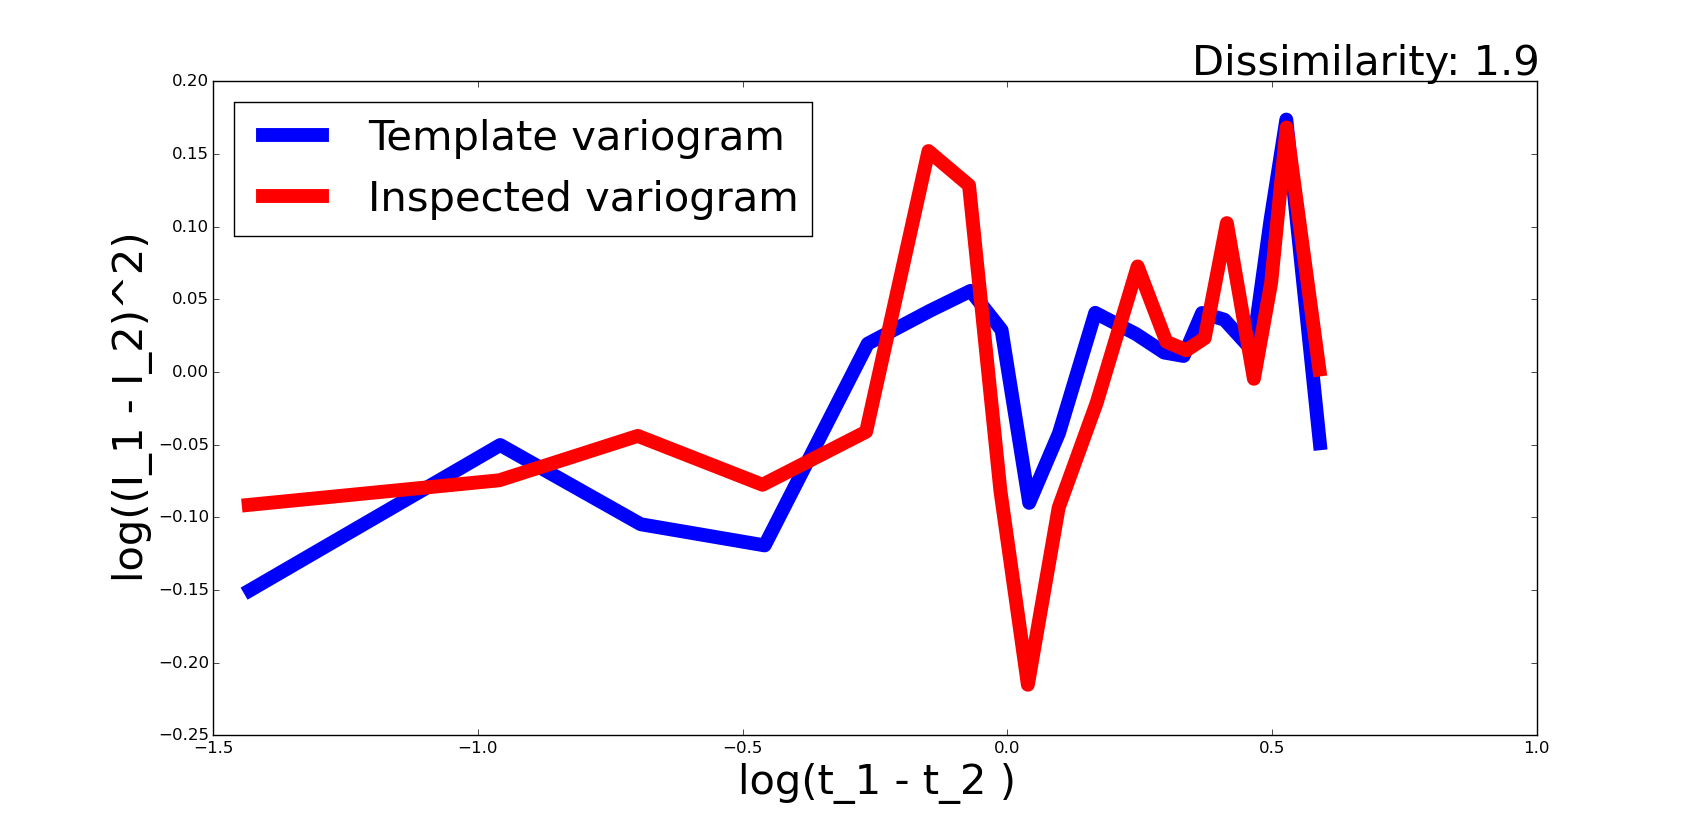 Dissimilarity: 1.9
0.20
0.15
0.10
0.05
0.00
−0.05
−0.10
−0.15
−0.20
−0.25
log((I_1 - I_2)^2)
Template variogram
Inspected variogram
−1.5 −1.0 −0.5 0.0 0.5 1.0
log(t_1 - t_2 )